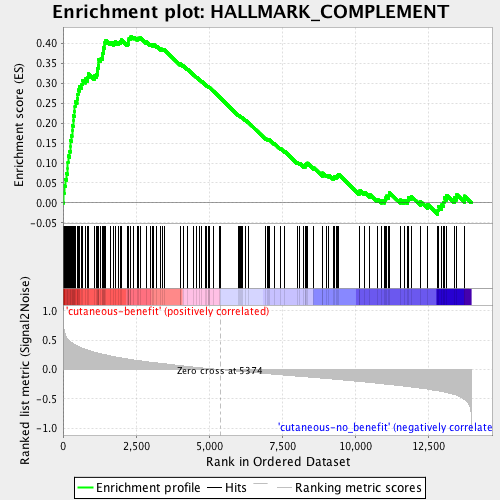 Enrichment plot: HALLMARK_COMPLEMENT
Enrichment score (ES)
0.40
0.35
0.30
0.25
0.20
0.15
0.10
0.05
0.00
-0.05
'cutaneous-benefit' (positively correlated)
Ranked list metric (Signal2Noise)
1.0
0.5
0.0
-0.5
-1.0
Zero cross at 5374
'cutaneous-no_benefit' (negatively correlate
0
2,500
5,000
7,500
10,000
12,500
Rank in Ordered Dataset
Enrichment profile
Hits
Ranking metric scores